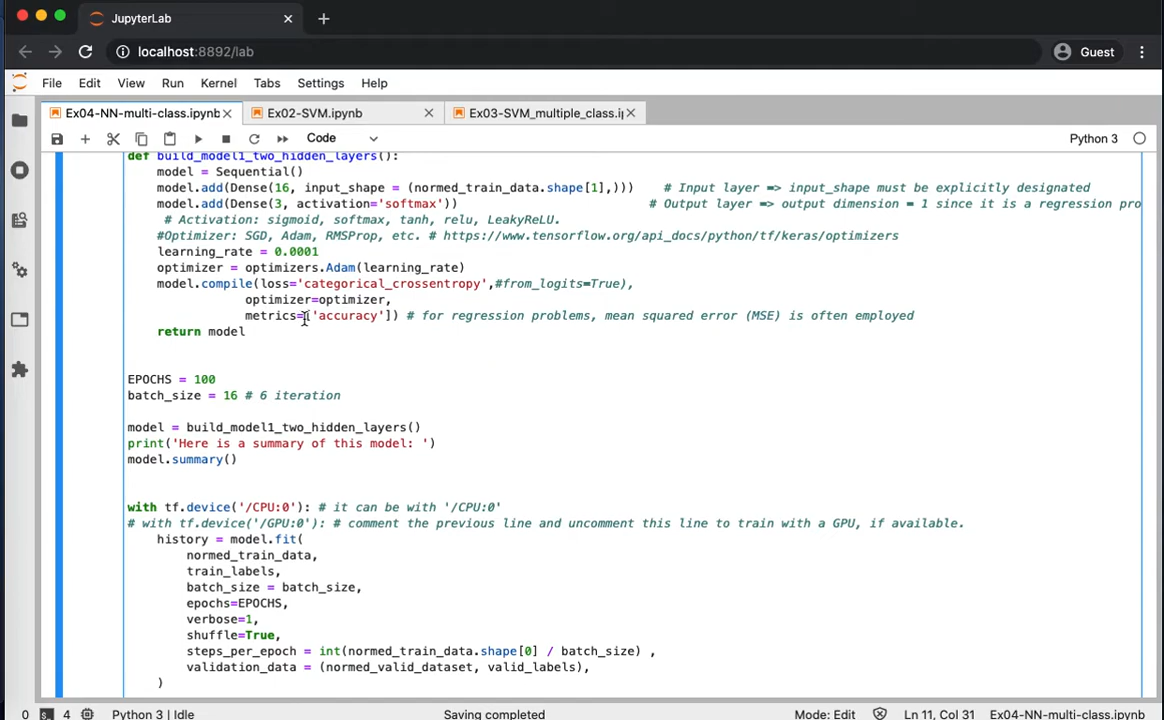 JupyterLab
localhost:8892/lab
Guest
File Edit View Run Kernel Tabs Settings Help
Ex04-NN-multi-class.ipynb Ex02-SVM.ipynb Ex03-SVM_multiple_class.ip
Code Python 3
def build_model1_two_hidden_layers():
model = Sequential()
model.add(Dense(16, input_shape = (normed_train_data.shape[1],))) # Input layer => input_shape must be explicitly designated
model.add(Dense(3, activation='softmax')) # Output layer => output dimension = 1 since it is a regression pro
# Activation: sigmoid, softmax, tanh, relu, LeakyReLU.
#Optimizer: SGD, Adam, RMSProp, etc. # https://www.tensorflow.org/api_docs/python/tf/keras/optimizers
learning_rate = 0.0001
optimizer = optimizers.Adam(learning_rate)
model.compile(loss='categorical_crossentropy',#from_logits=True),
optimizer=optimizer,
metrics=['accuracy']) # for regression problems, mean squared error (MSE) is often employed
return model
EPOCHS = 100
batch_size = 16 # 6 iteration
model = build_model1_two_hidden_layers()
print('Here is a summary of this model: ')
model.summary()
with tf.device('/CPU:0'): # it can be with '/CPU:0'
# with tf.device('/GPU:0'): # comment the previous line and uncomment this line to train with a GPU, if available.
history = model.fit(
normed_train_data,
train_labels,
batch_size = batch_size,
epochs=EPOCHS,
verbose=1,
shuffle=True,
steps_per_epoch = int(normed_train_data.shape[0] / batch_size) ,
validation_data = (normed_valid_dataset, valid_labels),
)
0 4 Python 3 | Idle Saving completed Mode: Edit Ln 11, Col 31 Ex04-NN-multi-class.ipynb